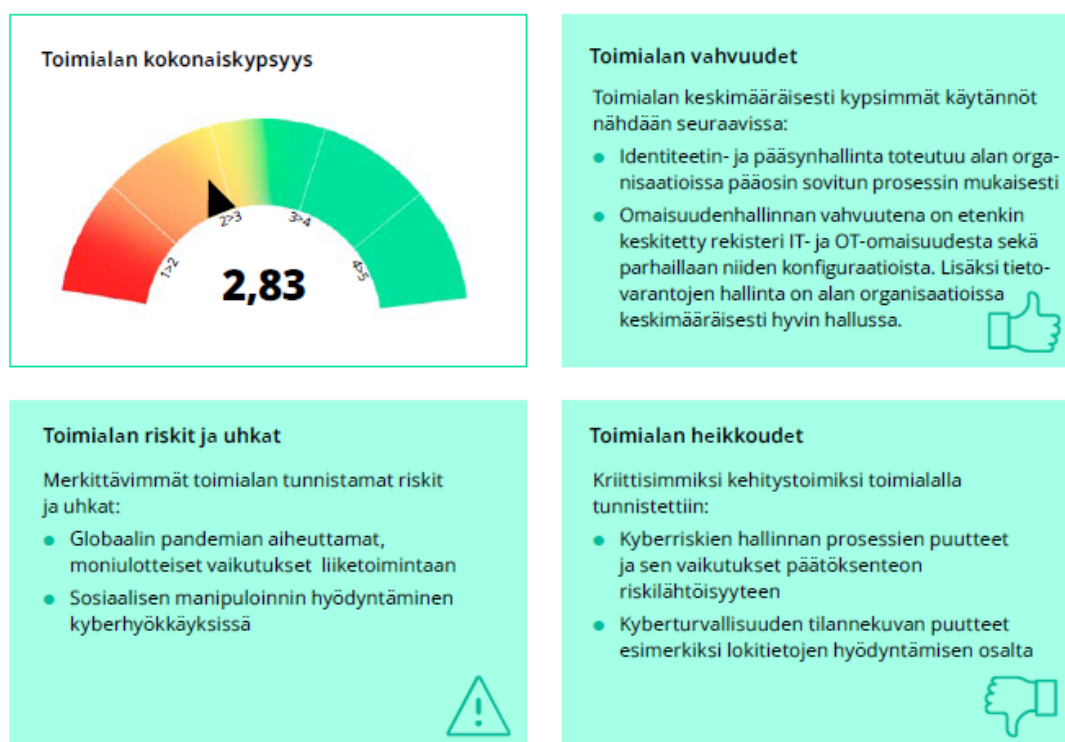 Toimialan kokonaiskypsyys
1>2
2>3
3>4
4>5
2,83
Toimialan vahvuudet
Toimialan keskimääräisesti kypsimmät käytännöt
nähdään seuraavissa:
Identiteetin- ja pääsynhallinta toteutuu alan orga-
nisaatioissa pääosin sovitun prosessin mukaisesti
Omaisuudenhallinnan vahvuutena on etenkin
keskitetty rekisteri IT- ja OT-omaisuudesta sekä
parhaillaan niiden konfiguraatioista. Lisäksi tieto-
varantojen hallinta on alan organisaatioissa
keskimääräisesti hyvin hallussa.
Toimialan riskit ja uhkat
Merkittävimmät toimialan tunnistamat riskit
ja uhkat:
Globaalin pandemian aiheuttamat,
moniulotteiset vaikutukset liiketoimintaan
Sosiaalisen manipuloinnin hyödyntäminen
kyberhyökkäyksissä
Toimialan heikkoudet
Kriittisimmiksi kehitystoimiksi toimialalla
tunnistettiin:
Kyberriskien hallinnan prosessien puutteet
ja sen vaikutukset päätöksenteon
riskilähtöisyyteen
Kyberturvallisuuden tilannekuvan puutteet
esimerkiksi lokitietojen hyödyntämisen osalta